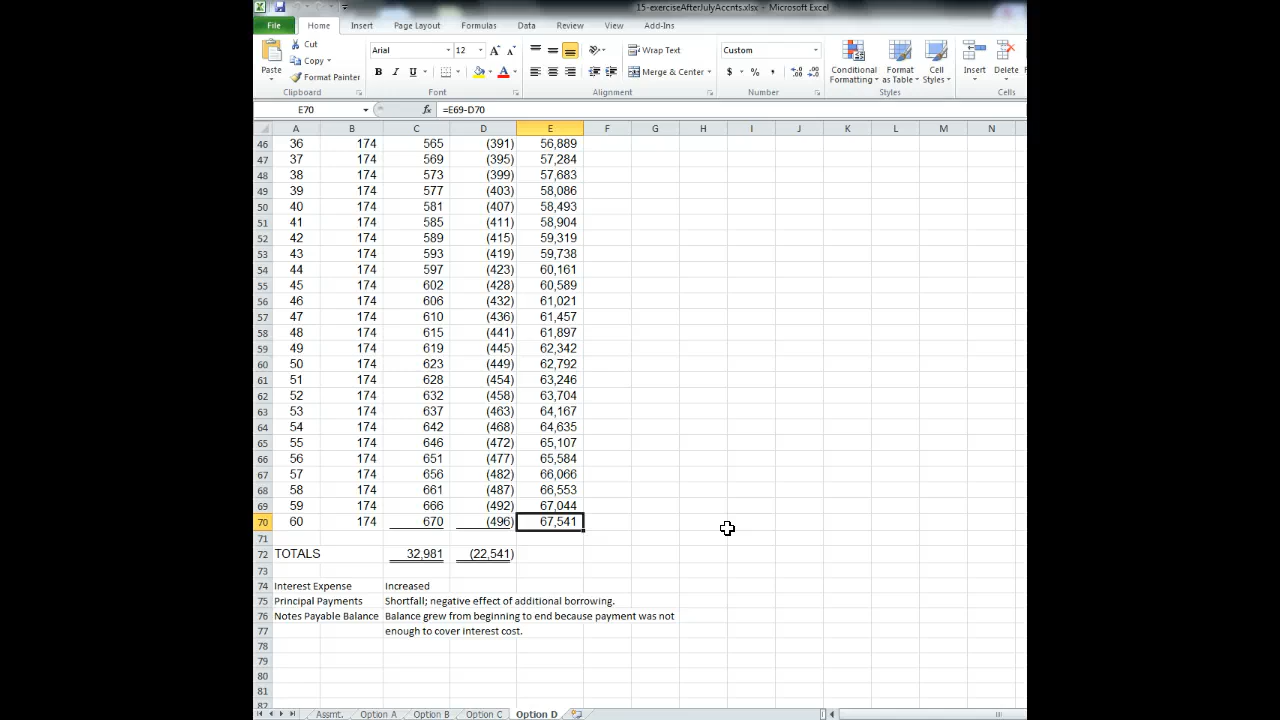 15-exerciseAfterJulyAccnts.xlsx - Microsoft Excel
File Home Insert Page Layout Formulas Data Review View Add-Ins
Paste Cut Copy Format Painter Clipboard
Arial 12 A A B I U A Font
Wrap Text Merge & Center Alignment
Custom $ % , .0 .00 .00 .0 Number
Conditional Formatting Format as Table Cell Styles Styles
Insert Delete Cells
E70 fx =E69-D70
A B C D E F G H I J K L M N
46 36 174 565 (391) 56,889
47 37 174 569 (395) 57,284
48 38 174 573 (399) 57,683
49 39 174 577 (403) 58,086
50 40 174 581 (407) 58,493
51 41 174 585 (411) 58,904
52 42 174 589 (415) 59,319
53 43 174 593 (419) 59,738
54 44 174 597 (423) 60,161
55 45 174 602 (428) 60,589
56 46 174 606 (432) 61,021
57 47 174 610 (436) 61,457
58 48 174 615 (441) 61,897
59 49 174 619 (445) 62,342
60 50 174 623 (449) 62,792
61 51 174 628 (454) 63,246
62 52 174 632 (458) 63,704
63 53 174 637 (463) 64,167
64 54 174 642 (468) 64,635
65 55 174 646 (472) 65,107
66 56 174 651 (477) 65,584
67 57 174 656 (482) 66,066
68 58 174 661 (487) 66,553
69 59 174 666 (492) 67,044
70 60 174 670 (496) 67,541
71
72 TOTALS 32,981 (22,541)
73
74 Interest Expense Increased
75 Principal Payments Shortfall; negative effect of additional borrowing.
76 Notes Payable Balance Balance grew from beginning to end because payment was not
77 enough to cover interest cost.
78
79
80
81
82
Assmt. Option A Option B Option C Option D